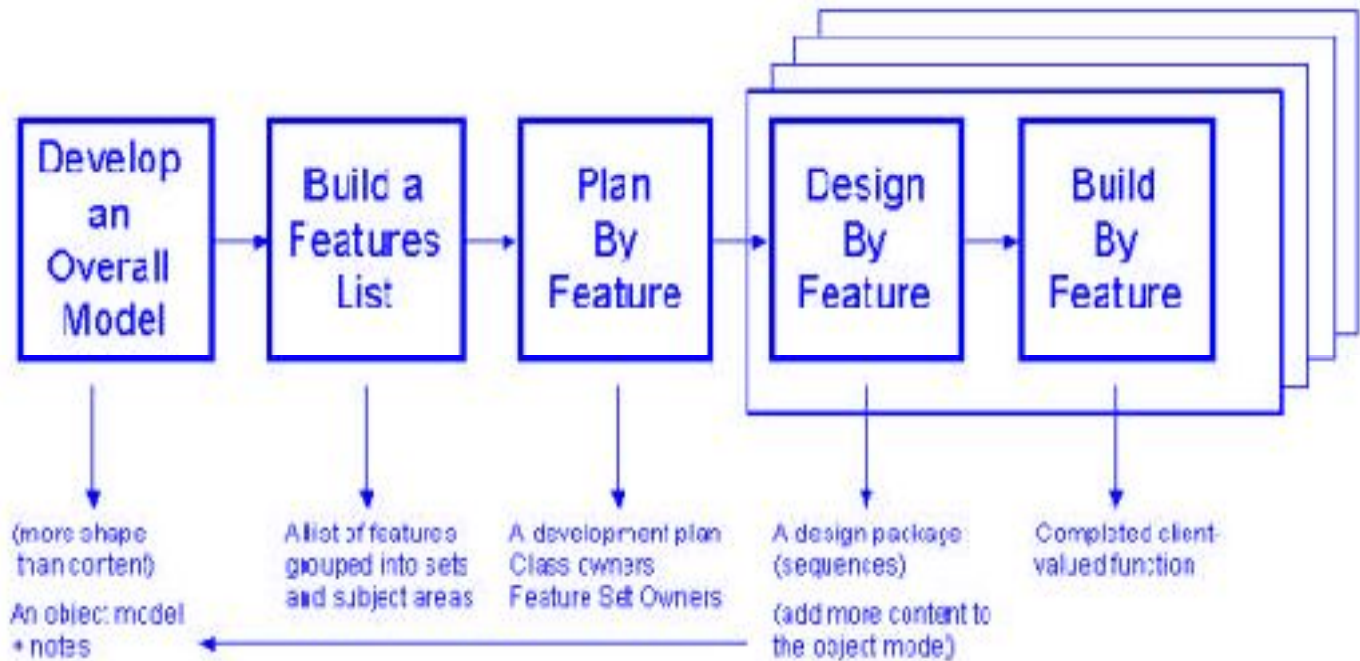 Develop
an
Overall
Model
Build a
Features
List
Plan
By
Feature
Design
By
Feature
Build
By
Feature
(more shape
than content)
An object model
+ notes
A list of features
grouped into sets
and subject areas
A development plan
Class owners
Feature Set Owners
A design package
(sequences)
(add more content to
the object model)
Completed client-
valued function